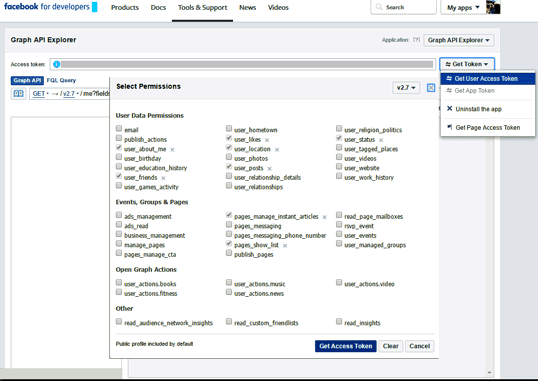 facebook for developers Products Docs Tools & Support News Videos Search My apps
Graph API Explorer Application: [?] Graph API Explorer
Access token: Get Token
Graph API FQL Query
GET → / v2.7 / me?fields
Get User Access Token
Get App Token
Uninstall the app
Get Page Access Token
Select Permissions v2.7
User Data Permissions
email user_hometown user_religion_politics
publish_actions user_likes user_status
user_about_me user_location user_tagged_places
user_birthday user_photos user_videos
user_education_history user_posts user_website
user_friends user_relationship_details user_work_history
user_games_activity user_relationships
Events, Groups & Pages
ads_management pages_manage_instant_articles read_page_mailboxes
ads_read pages_messaging rsvp_event
business_management pages_messaging_phone_number user_events
manage_pages pages_show_list user_managed_groups
pages_manage_cta publish_pages
Open Graph Actions
user_actions.books user_actions.music user_actions.video
user_actions.fitness user_actions.news
Other
read_audience_network_insights read_custom_friendlists read_insights
Public profile included by default Get Access Token Clear Cancel